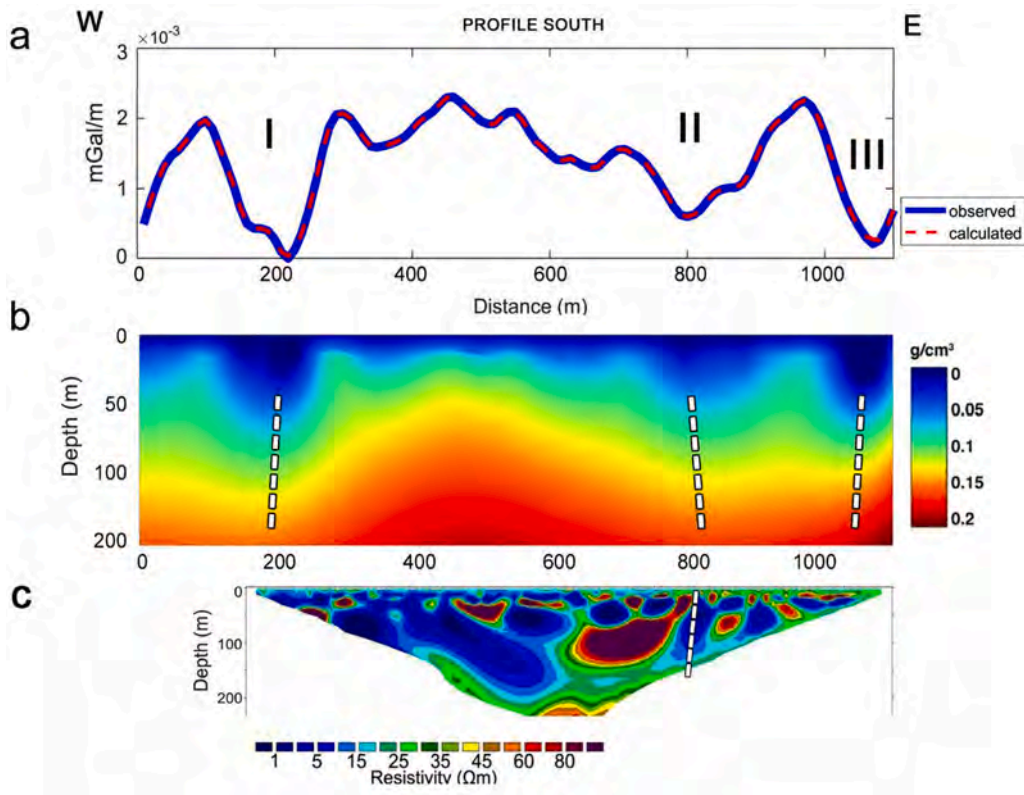 a
W
PROFILE SOUTH
E
×10⁻³
3
2
1
0
mGal/m
I
II
III
observed
calculated
0 200 400 600 800 1000
Distance (m)
b
0
50
100
100
200
Depth (m)
g/cm³
0
0.05
0.1
0.15
0.2
0 200 400 600 800 1000
c
0
100
200
Depth (m)
1 5 15 25 35 45 60 80
Resistivity (Ωm)